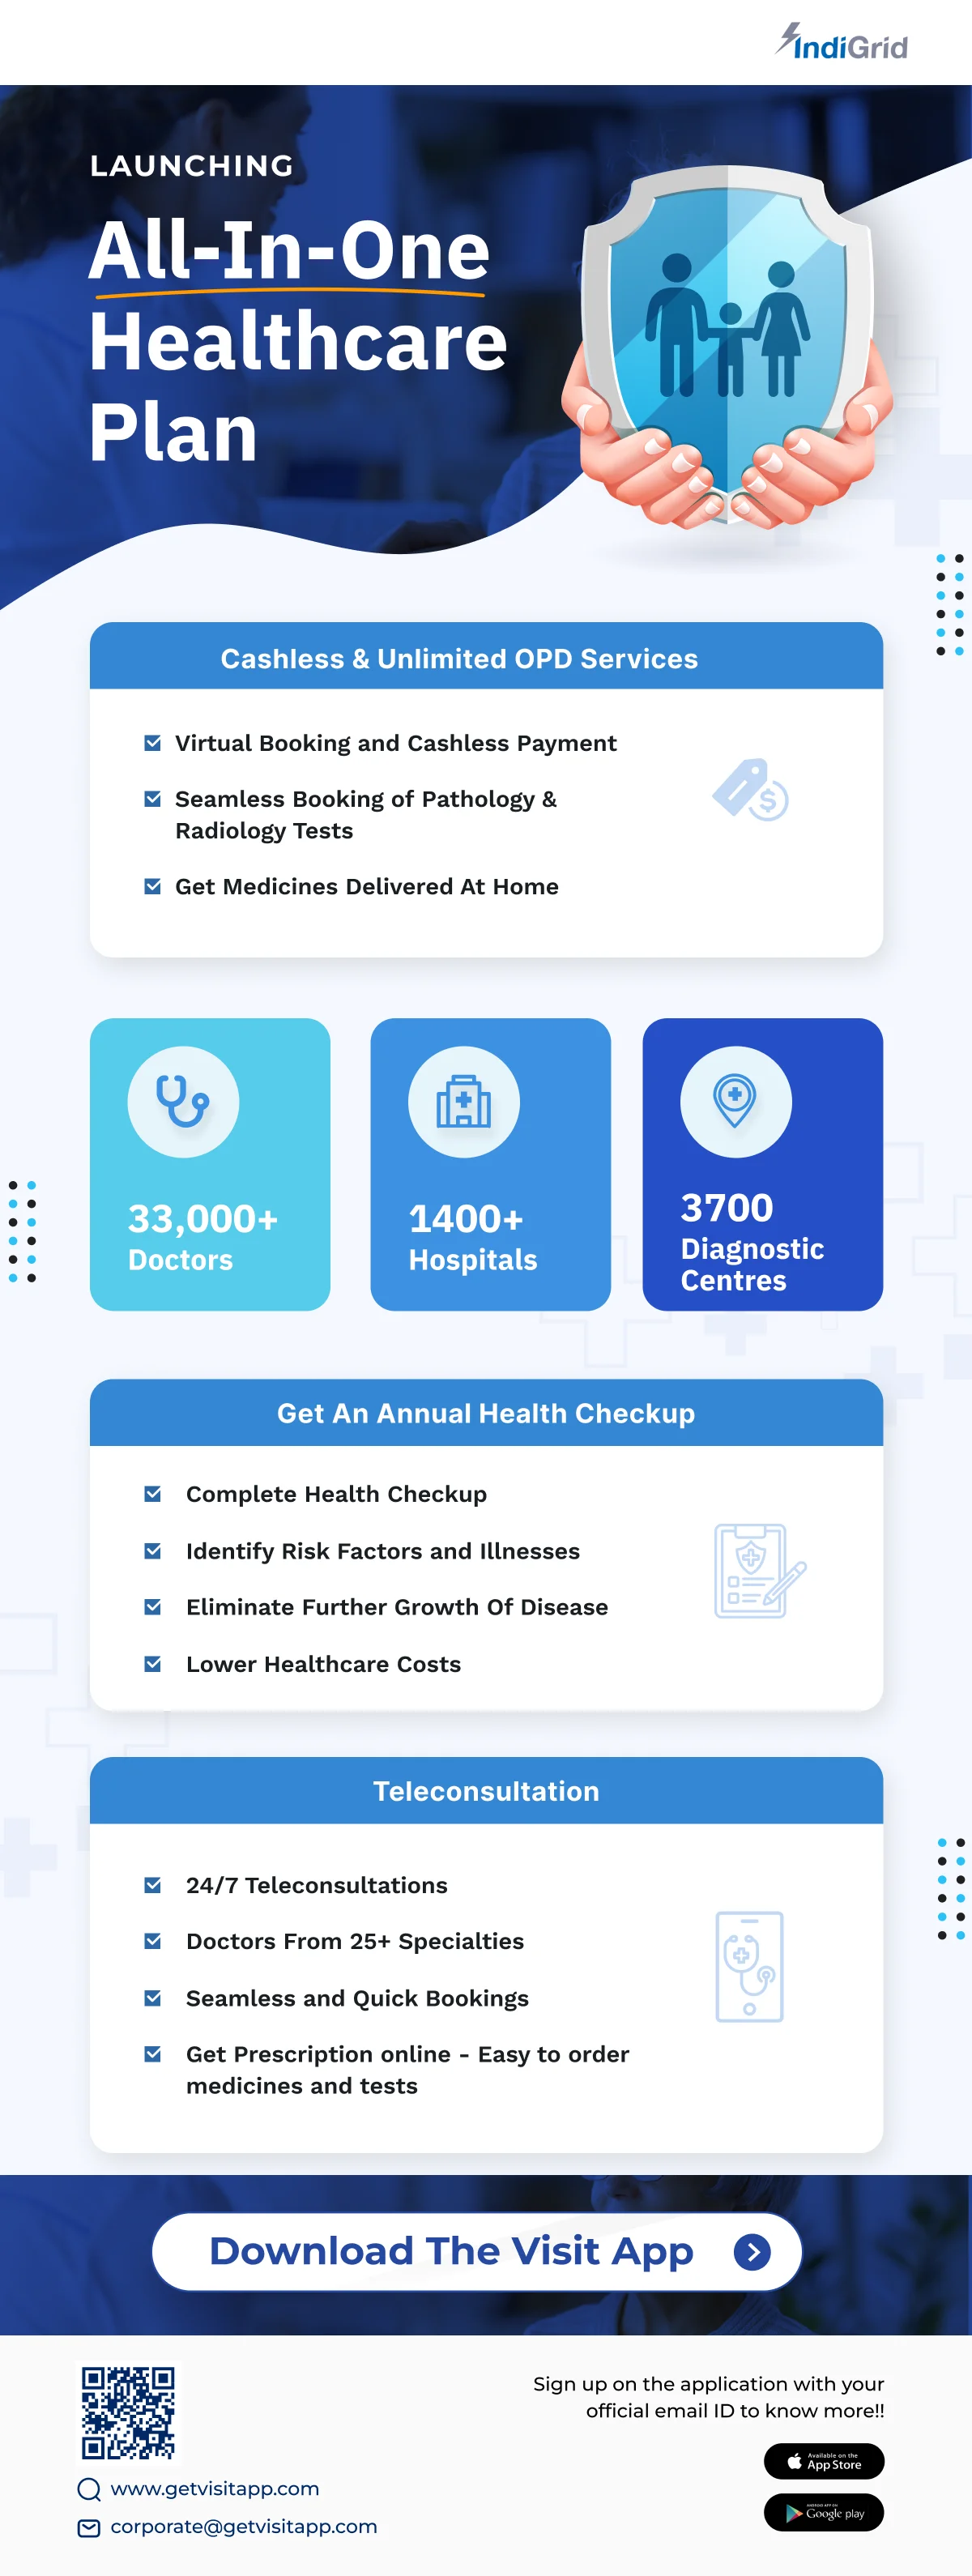 IndiGrid
LAUNCHING
All-In-One
Healthcare
Plan
Cashless & Unlimited OPD Services
Virtual Booking and Cashless Payment
Seamless Booking of Pathology &
Radiology Tests
Get Medicines Delivered At Home
33,000+
Doctors
1400+
Hospitals
3700
Diagnostic
Centres
Get An Annual Health Checkup
Complete Health Checkup
Identify Risk Factors and Illnesses
Eliminate Further Growth Of Disease
Lower Healthcare Costs
Teleconsultation
24/7 Teleconsultations
Doctors From 25+ Specialties
Seamless and Quick Bookings
Get Prescription online - Easy to order
medicines and tests
Download The Visit App
Sign up on the application with your
official email ID to know more!!
Available on the
App Store
ANDROID APP ON
Google play
www.getvisitapp.com
corporate@getvisitapp.com